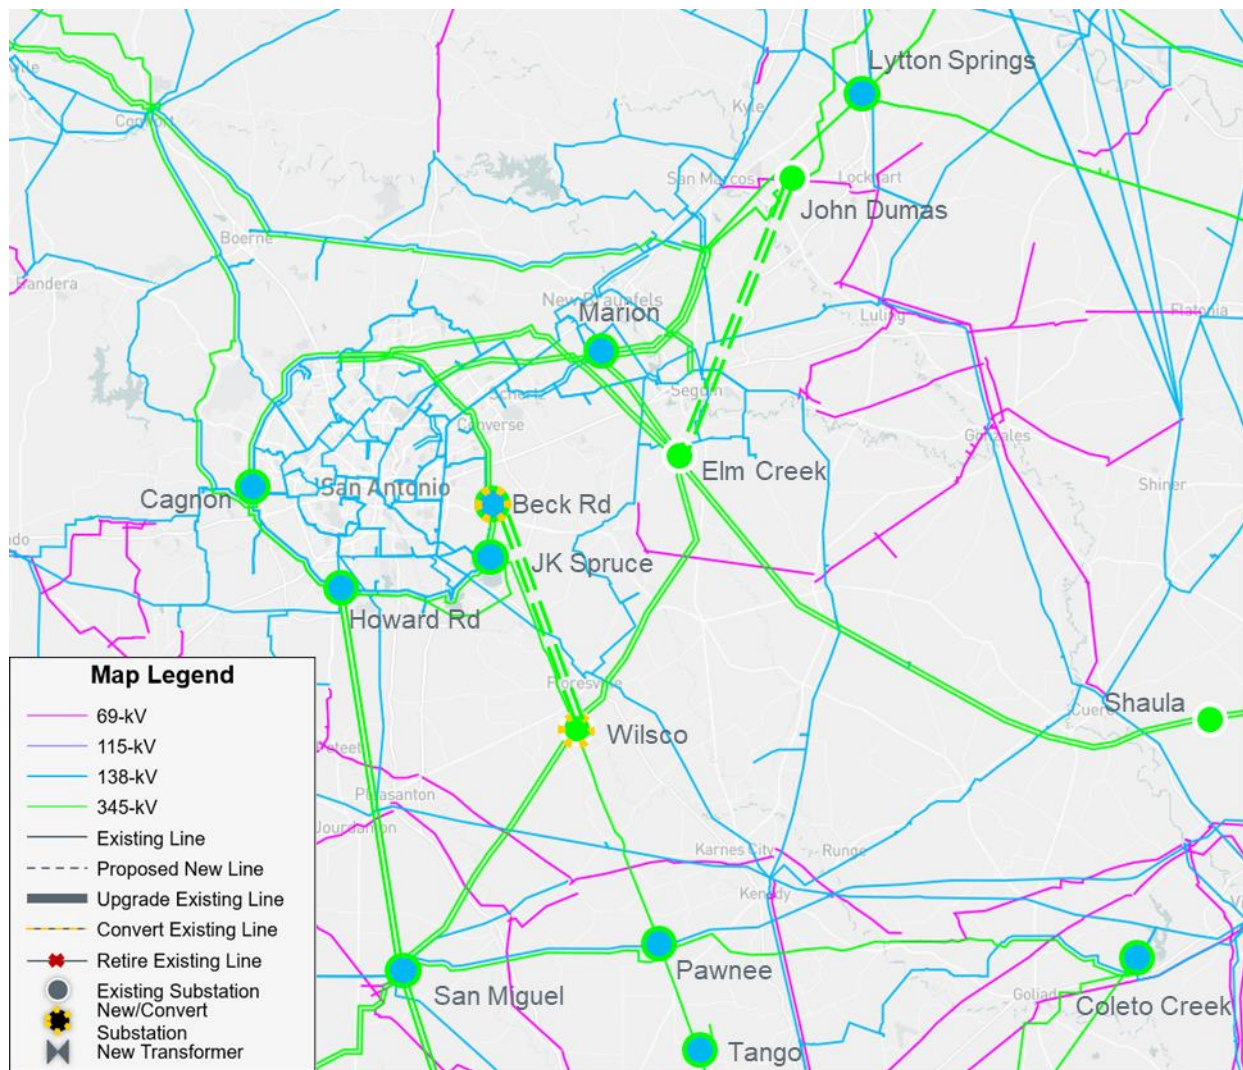 Lytton Springs
Kyle
Comfort
San Marcos
Lockhart
John Dumas
Boerne
Bandera
New Braunfels
Marion
Luling
Flatonia
Schertz
Seguin
Converse
Gonzales
Elm Creek
Cagnon
San Antonio
Beck Rd
Shiner
JK Spruce
Howard Rd
Map Legend
69-kV
115-kV
138-kV
345-kV
Existing Line
Proposed New Line
Upgrade Existing Line
Convert Existing Line
Retire Existing Line
Existing Substation
New/Convert
Substation
New Transformer
Floresville
Shaula
Cuero
Wilsco
Poteet
Pleasanton
Jourdanton
Karnes City
Runge
Kenedy
Pawnee
San Miguel
Goliad
Coleto Creek
Tango